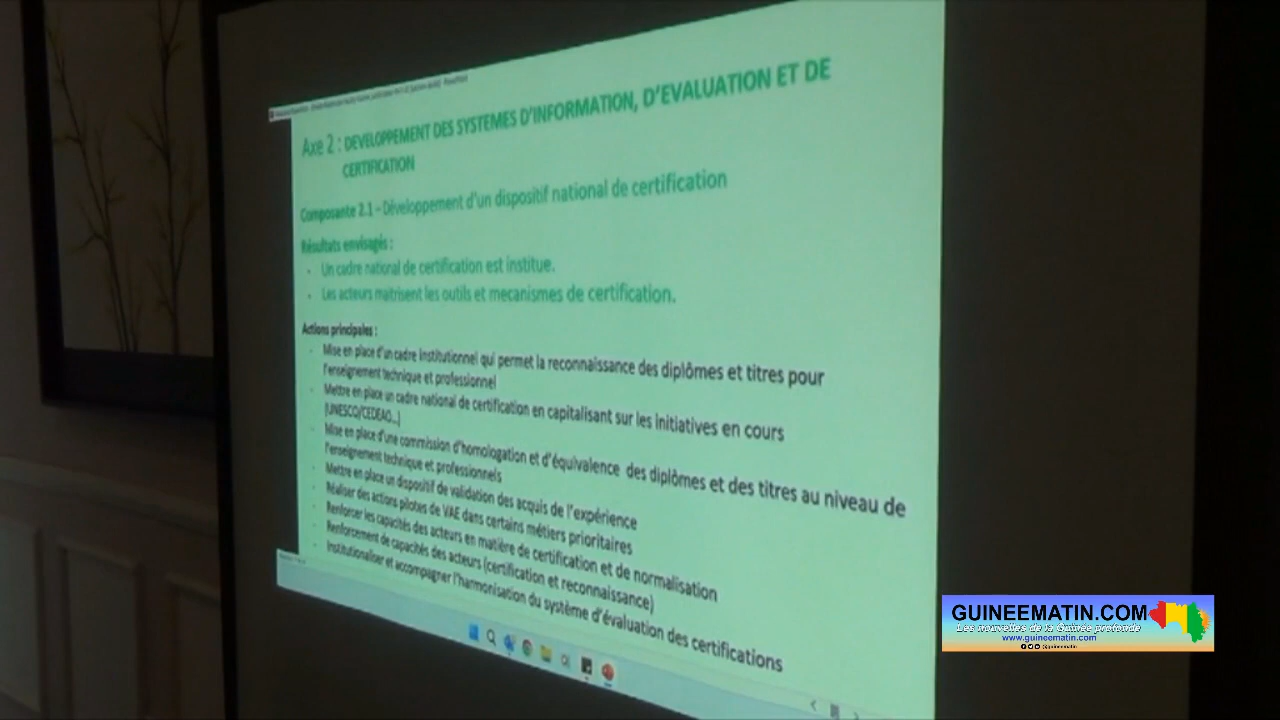 Axe 2 : DEVELOPPEMENT DES SYSTEMES D'INFORMATION, D'EVALUATION ET DE
CERTIFICATION
Composante 2.1 – Développement d'un dispositif national de certification
Résultats envisagés :
· Un cadre national de certification est institue.
· Les acteurs maitrisent les outils et mecanismes de certification.
Actions principales :
· Mise en place d'un cadre institutionnel qui permet la reconnaissance des diplômes et titres pour
l'enseignement technique et professionnel
· Mettre en place un cadre national de certification en capitalisant sur les initiatives en cours
(UNESCO/CEDEAO...)
· Mise en place d'une commission d'homologation et d'équivalence des diplômes et des titres au niveau de
l'enseignement technique et professionnels
· Mettre en place un dispositif de validation des acquis de l'expérience
· Réaliser des actions pilotes de VAE dans certains métiers prioritaires
· Renforcer les capacités des acteurs en matière de certification et de normalisation
· Renforcement de capacités des acteurs (certification et reconnaissance)
· Institutionaliser et accompagner l'harmonisation du système d'évaluation des certifications
GUINEEMATIN.COM
Les nouvelles de la Guinée profonde
www.guineematin.com
@guineematin